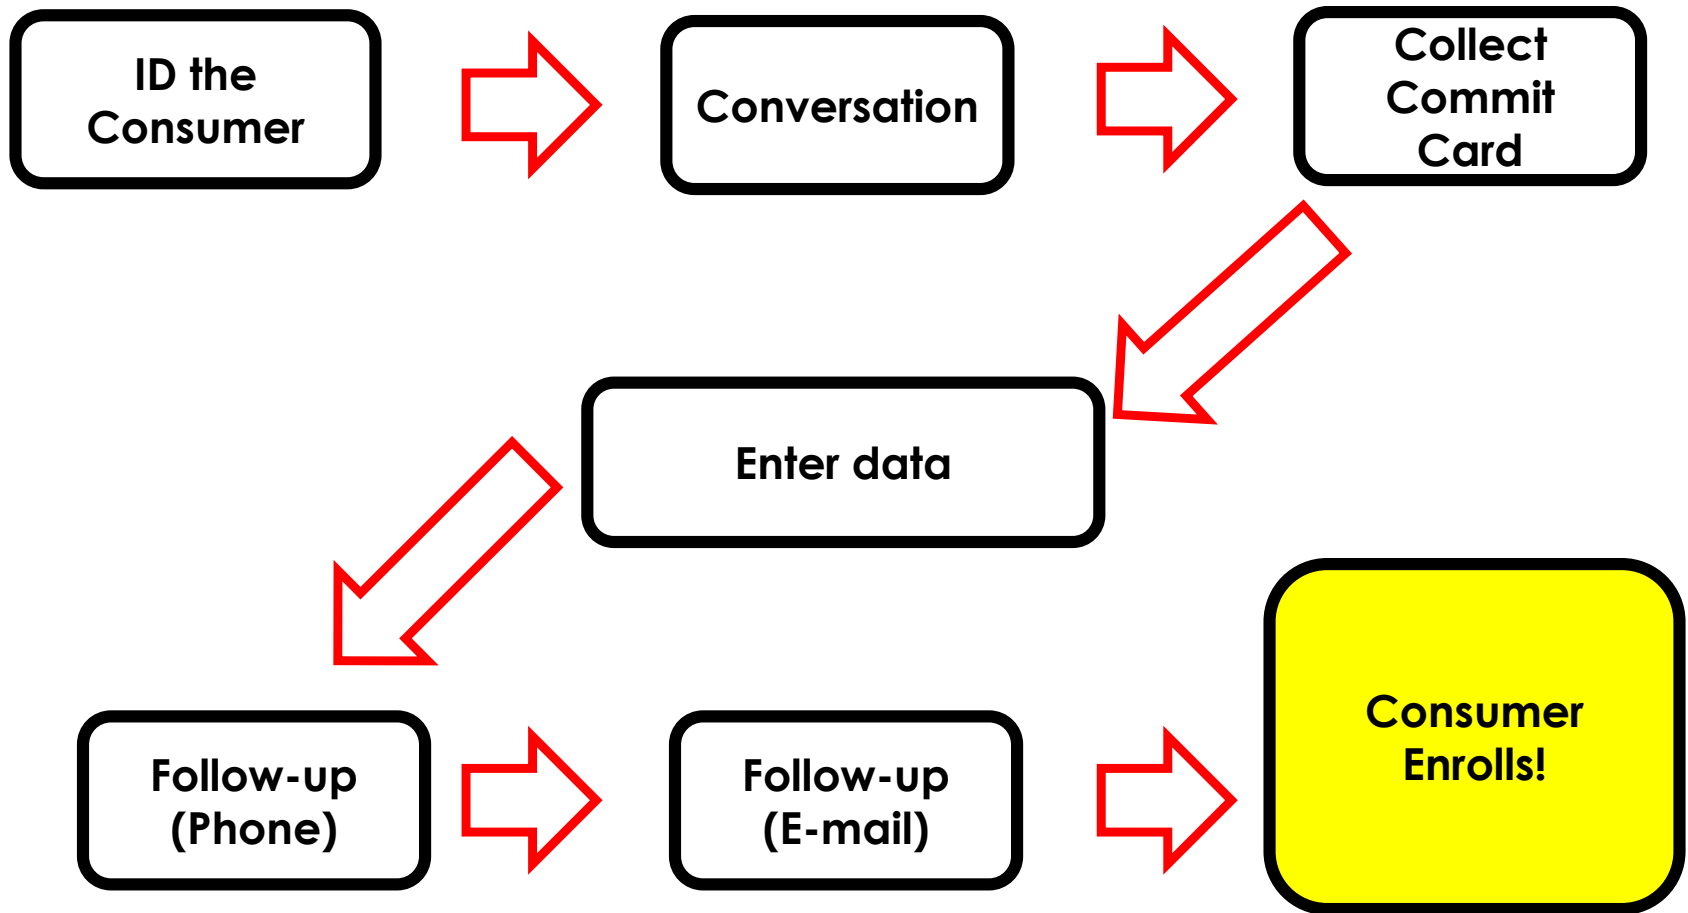 ID the
Consumer
Conversation
Collect
Commit
Card
Enter data
Follow-up
(Phone)
Follow-up
(E-mail)
Consumer
Enrolls!